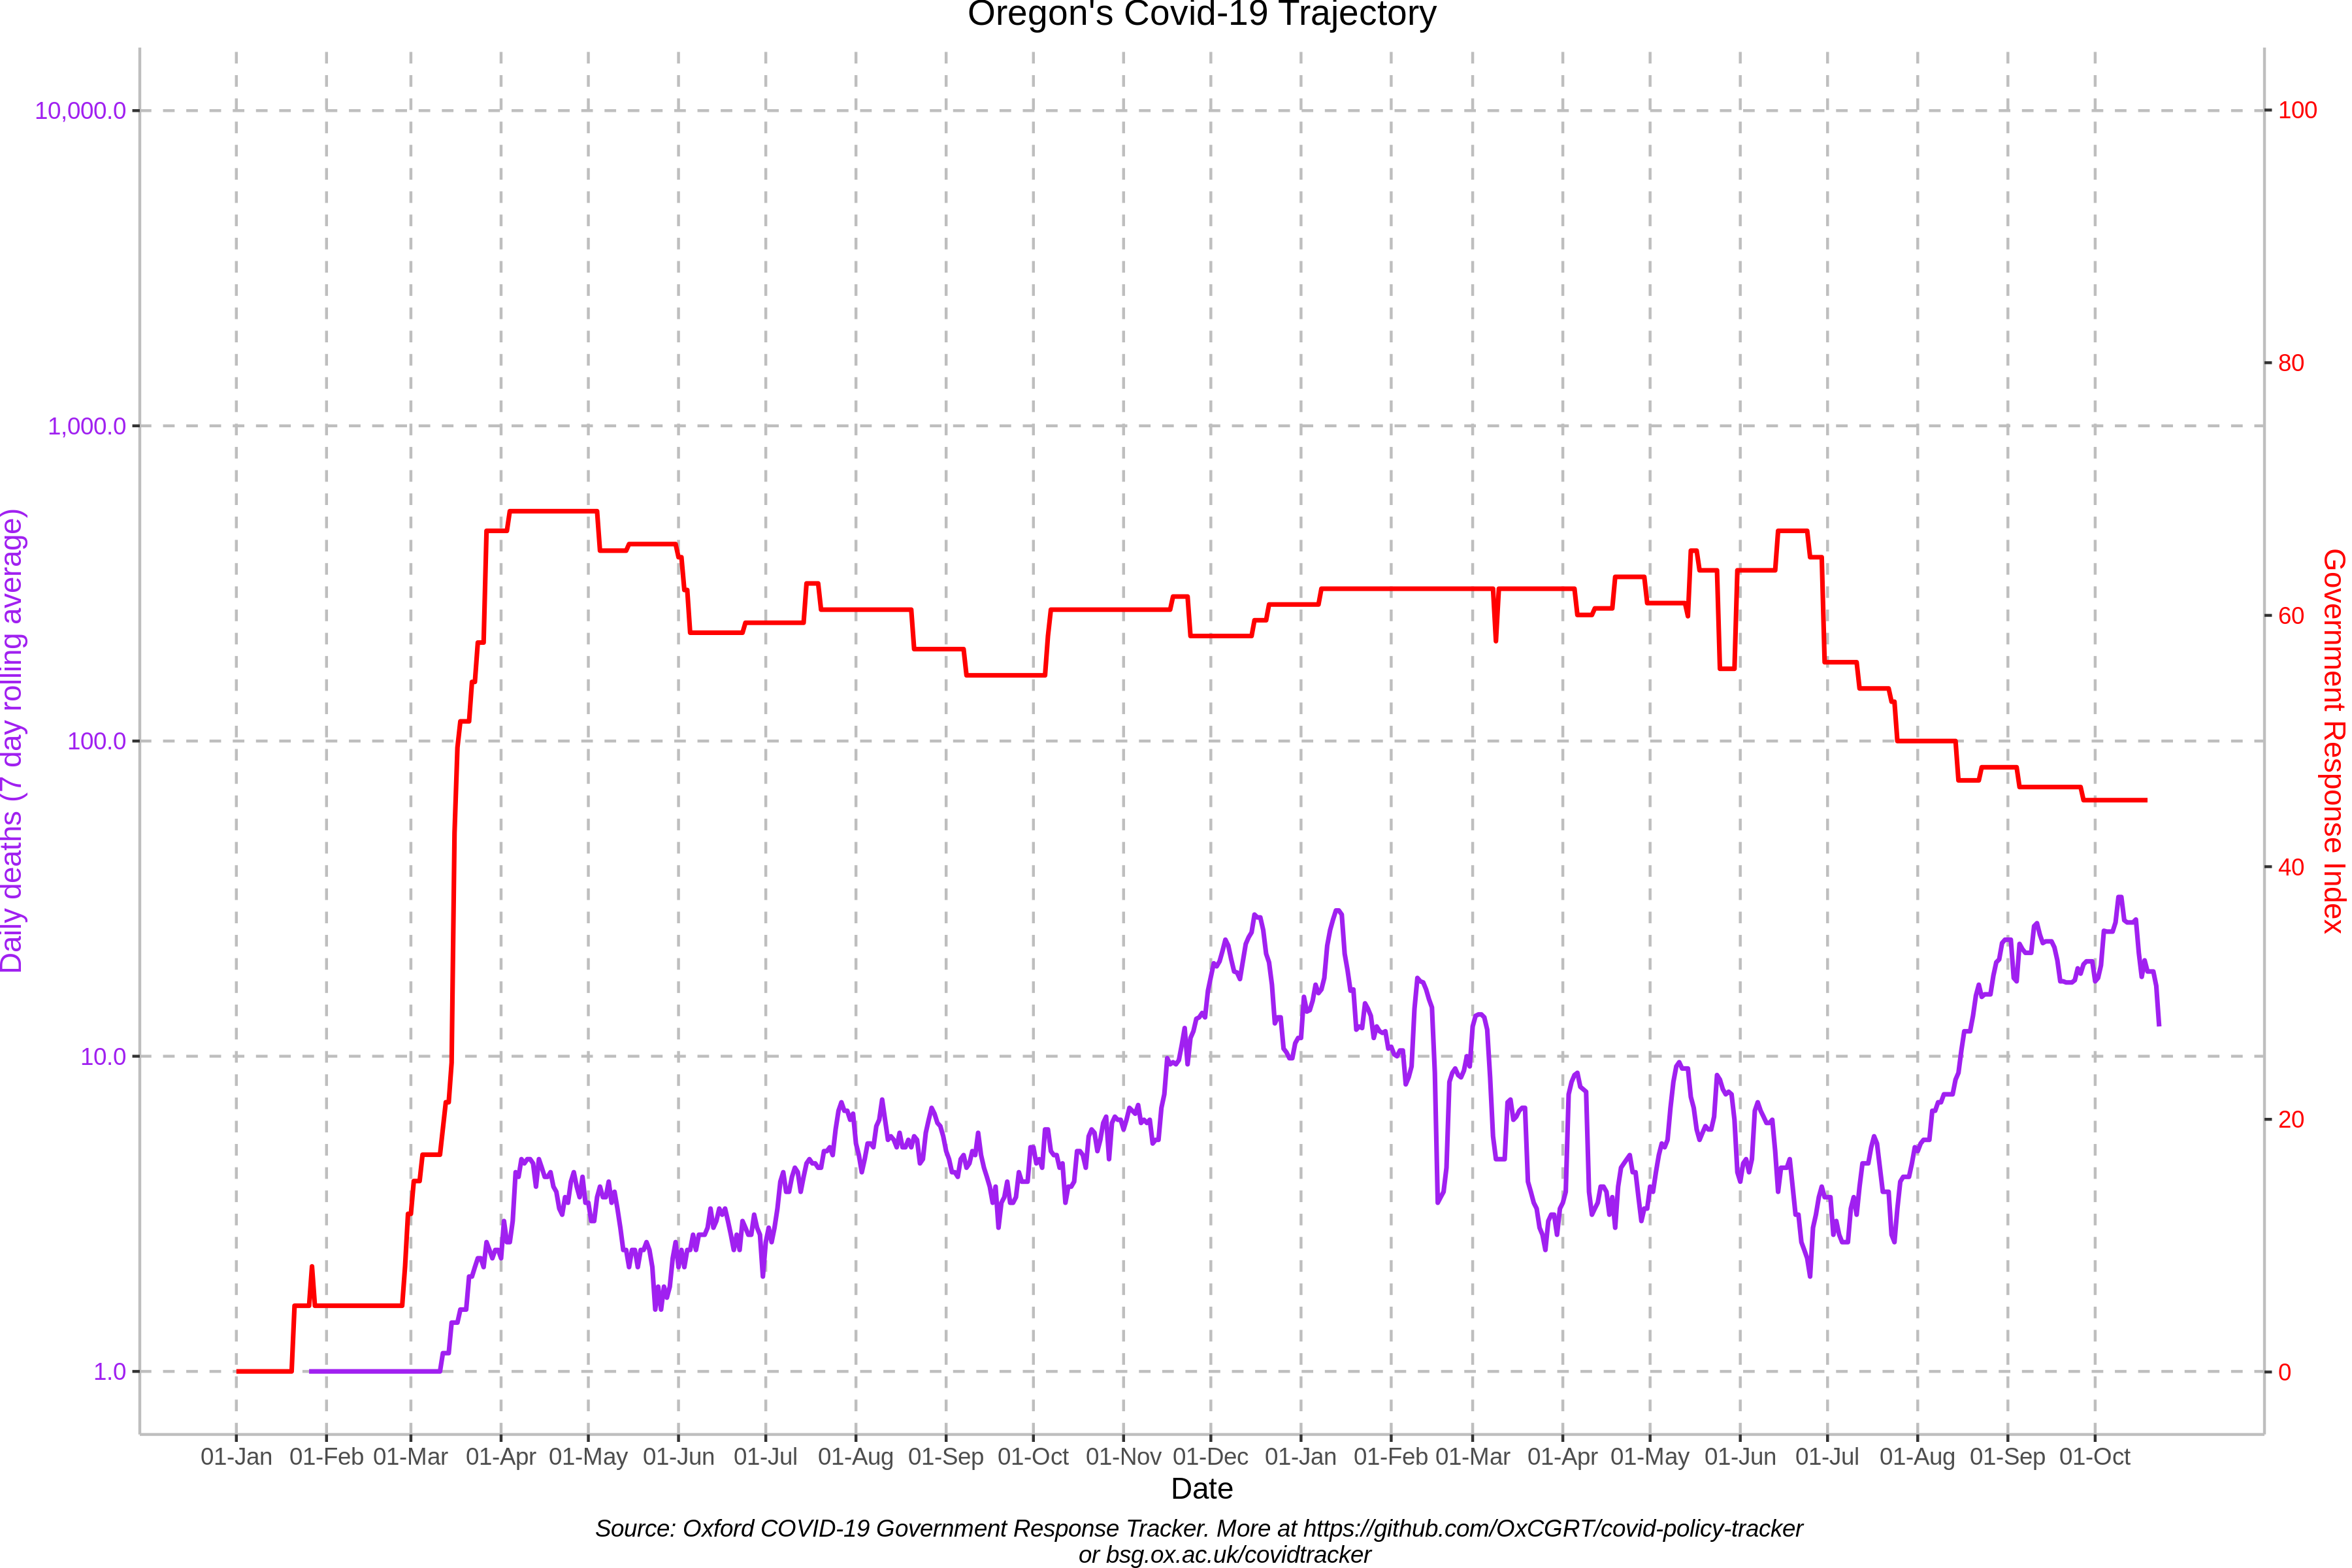 Oregon's Covid-19 Trajectory
10,000.0
1,000.0
100.0
10.0
1.0
Daily deaths (7 day rolling average)
100
80
60
40
20
0
Government Response Index
01-Jan 01-Feb 01-Mar 01-Apr 01-May 01-Jun 01-Jul 01-Aug 01-Sep 01-Oct 01-Nov 01-Dec 01-Jan 01-Feb 01-Mar 01-Apr 01-May 01-Jun 01-Jul 01-Aug 01-Sep 01-Oct
Date
Source: Oxford COVID-19 Government Response Tracker. More at https://github.com/OxCGRT/covid-policy-tracker
or bsg.ox.ac.uk/covidtracker